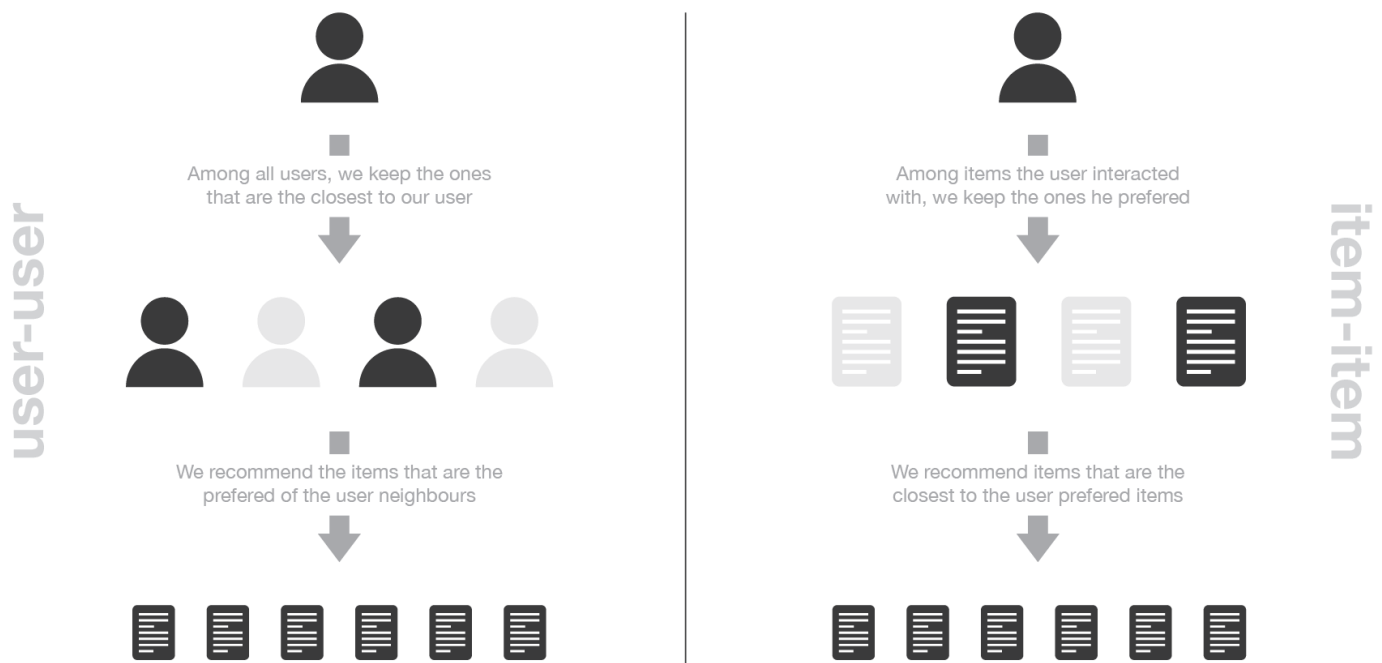 user-user
Among all users, we keep the ones
that are the closest to our user
We recommend the items that are the
prefered of the user neighbours
Among items the user interacted
with, we keep the ones he prefered
We recommend items that are the
closest to the user prefered items
item-item